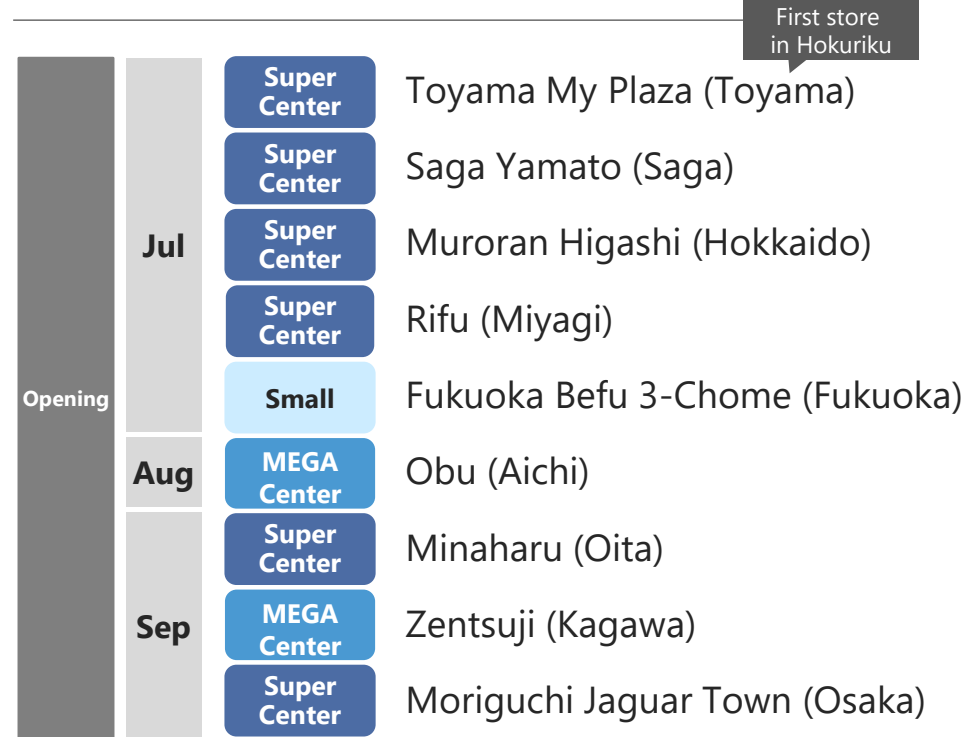 First store
in Hokuriku
Opening
Jul
Super
Center
Toyama My Plaza (Toyama)
Super
Center
Saga Yamato (Saga)
Super
Center
Muroran Higashi (Hokkaido)
Super
Center
Rifu (Miyagi)
Small
Fukuoka Befu 3-Chome (Fukuoka)
Aug
MEGA
Center
Obu (Aichi)
Sep
Super
Center
Minaharu (Oita)
MEGA
Center
Zentsuji (Kagawa)
Super
Center
Moriguchi Jaguar Town (Osaka)